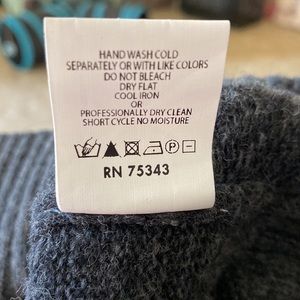 HAND WASH COLD
SEPARATELY OR WITH LIKE COLORS
DO NOT BLEACH
DRY FLAT
COOL IRON
OR
PROFESSIONALLY DRY CLEAN
SHORT CYCLE NO MOISTURE
P
RN 75343